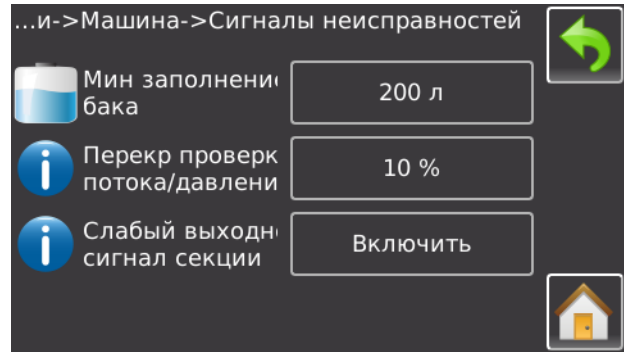 ...и->Машина->Сигналы неисправностей
Мин заполнени
бака
200 л
Перекр проверк
потока/давлени
10 %
Слабый выходн
сигнал секции
Включить